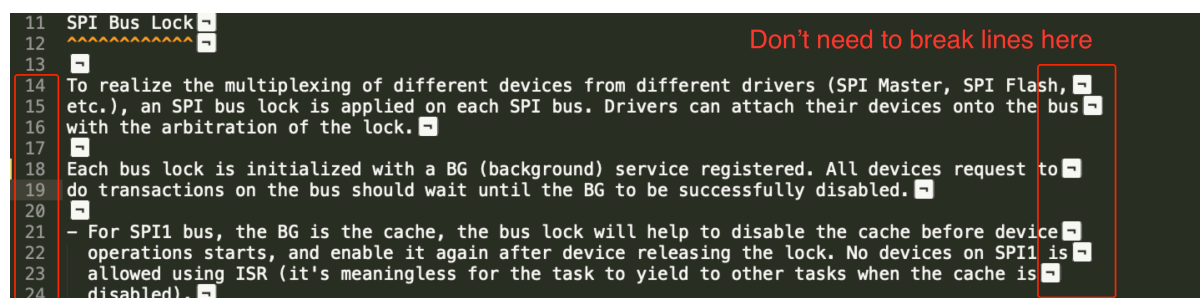 11 SPI Bus Lock¬
12 ^^^^^^^^^^^^¬
Don't need to break lines here
13 ¬
14 To realize the multiplexing of different devices from different drivers (SPI Master, SPI Flash,¬
15 etc.), an SPI bus lock is applied on each SPI bus. Drivers can attach their devices onto the bus¬
16 with the arbitration of the lock.¬
17 ¬
18 Each bus lock is initialized with a BG (background) service registered. All devices request to¬
19 do transactions on the bus should wait until the BG to be successfully disabled.¬
20 ¬
21 - For SPI1 bus, the BG is the cache, the bus lock will help to disable the cache before device¬
22 operations starts, and enable it again after device releasing the lock. No devices on SPI1 is¬
23 allowed using ISR (it's meaningless for the task to yield to other tasks when the cache is¬
24 disabled).¬